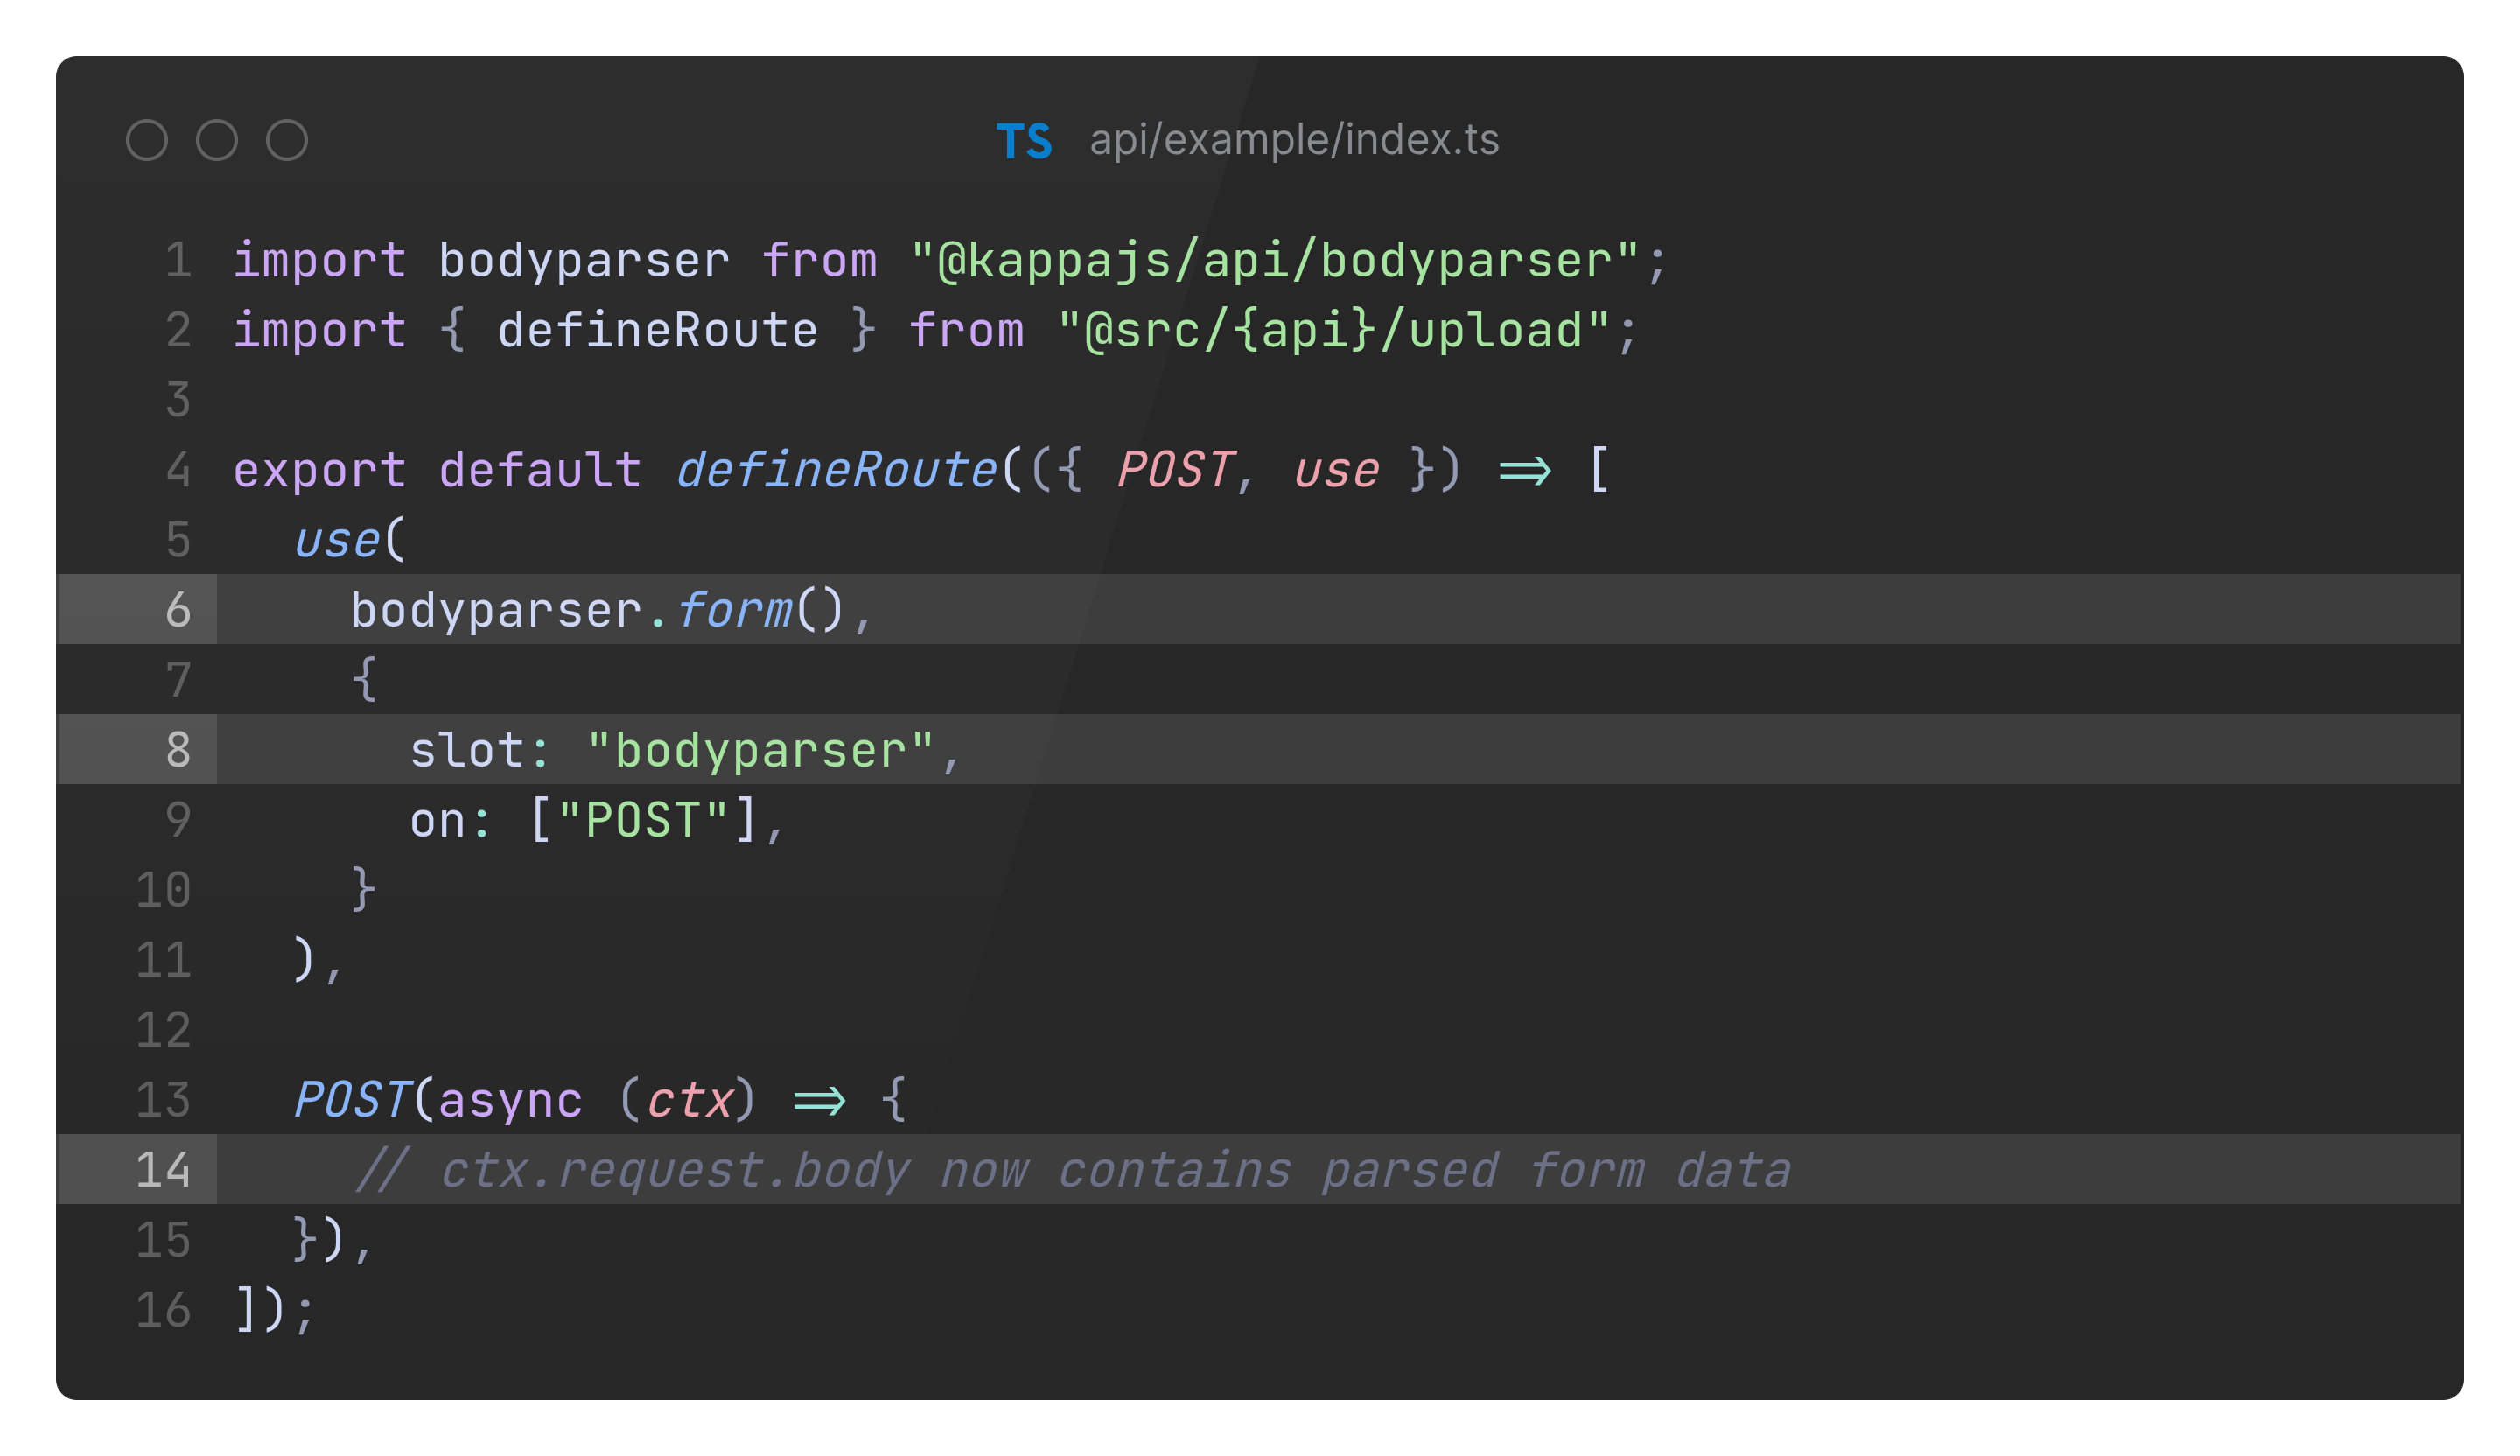 TS api/example/index.ts
1 import bodyparser from "@kappajs/api/bodyparser";
2 import { defineRoute } from "@src/{api}/upload";
3
4 export default defineRoute(({ POST, use }) => [
5   use(
6     bodyparser.form(),
7     {
8       slot: "bodyparser",
9       on: ["POST"],
10     }
11   ),
12
13   POST(async (ctx) => {
14     // ctx.request.body now contains parsed form data
15   }),
16 ]);